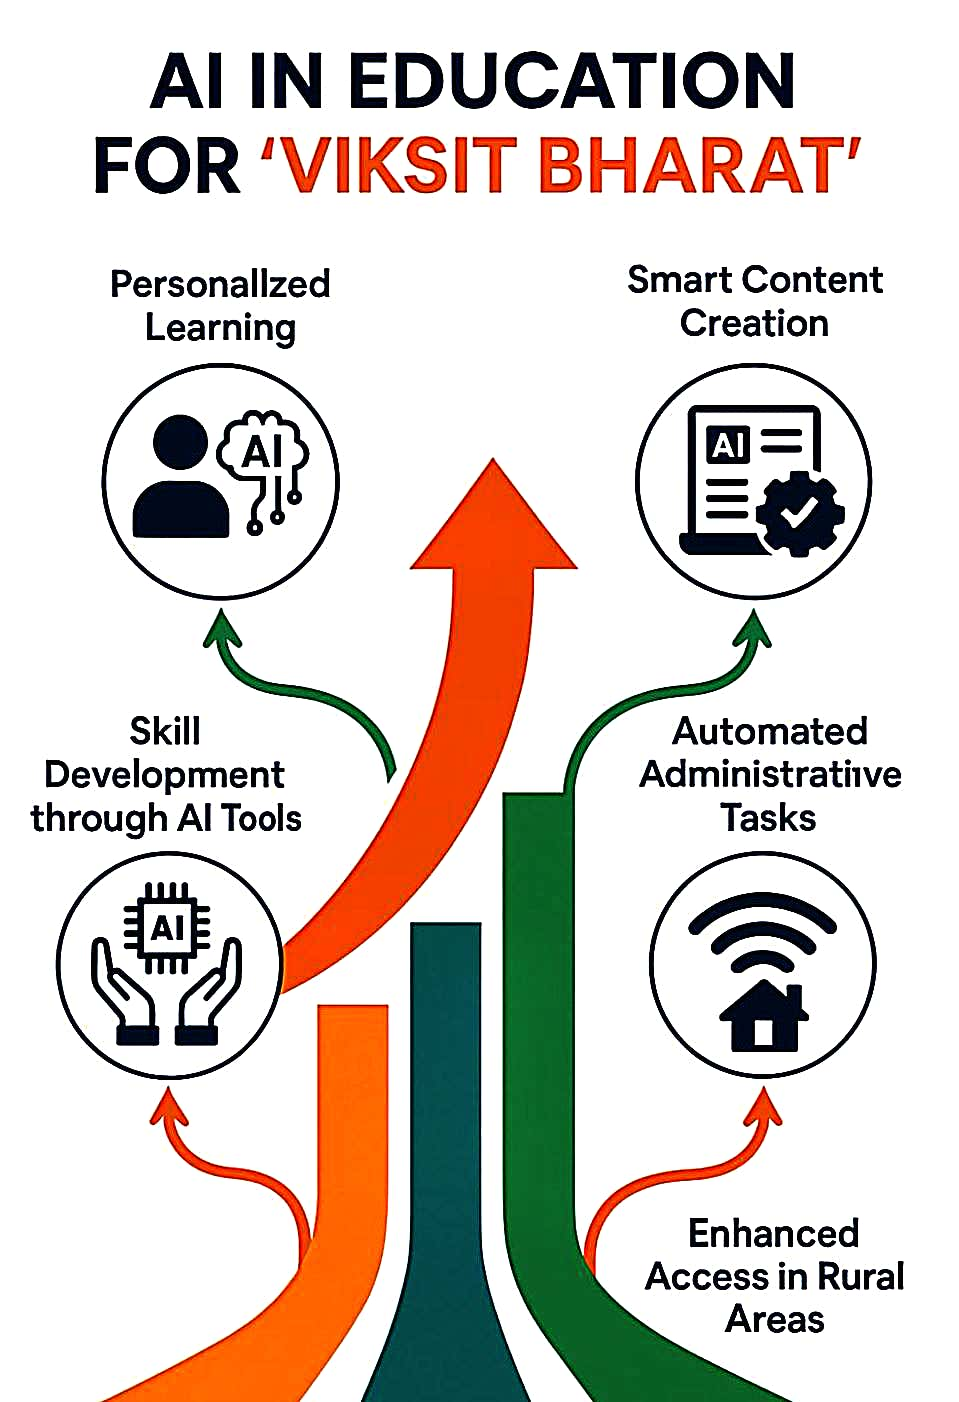 AI IN EDUCATION
FOR ‘VIKSIT BHARAT’
Personallzed
Learning
Smart Content
Creation
AI
AI
Skill
Development
through AI Tools
Automated
Administratiıve
Tasks
AI
Enhanced
Access in Rural
Areas